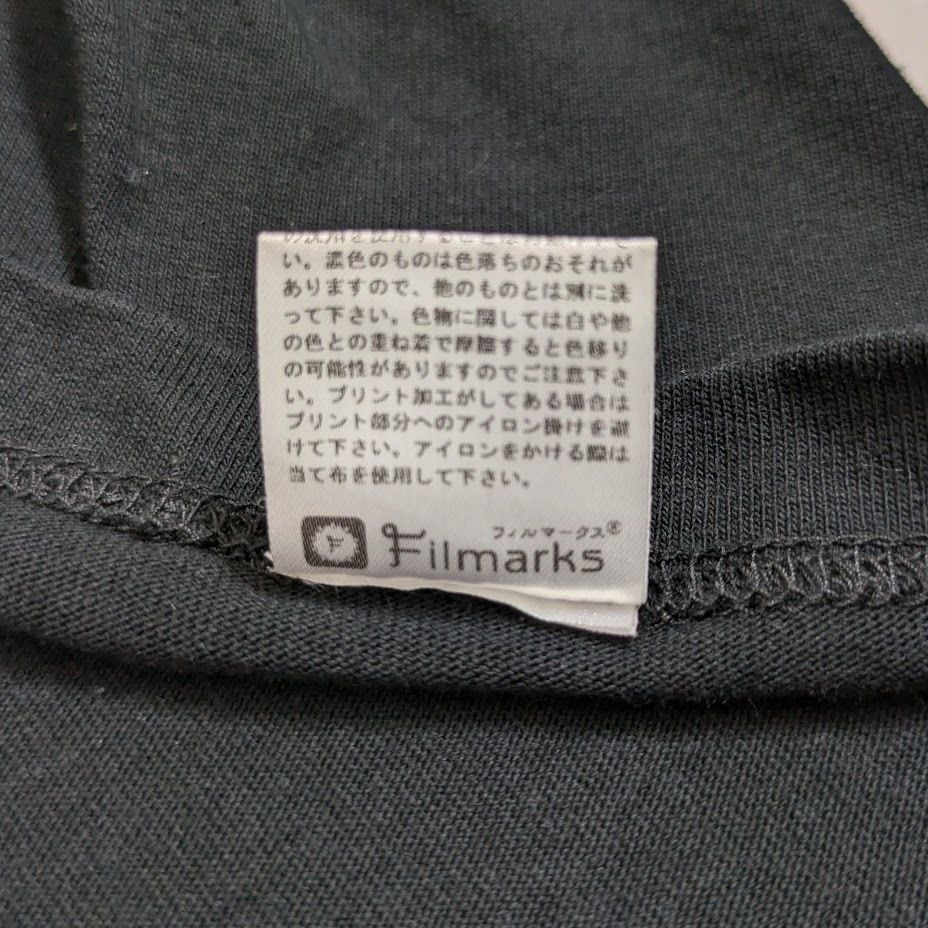 い。濃色のものは色落ちのおそれが
ありますので、他のものとは別に洗
って下さい。色物に関しては白や他
の色との重ね着で摩擦すると色移り
の可能性がありますのでご注意下さ
い。プリント加工がしてある場合は
プリント部分へのアイロン掛けを避
けて下さい。アイロンをかける際は
当て布を使用して下さい。
フィルマークス®
Filmarks